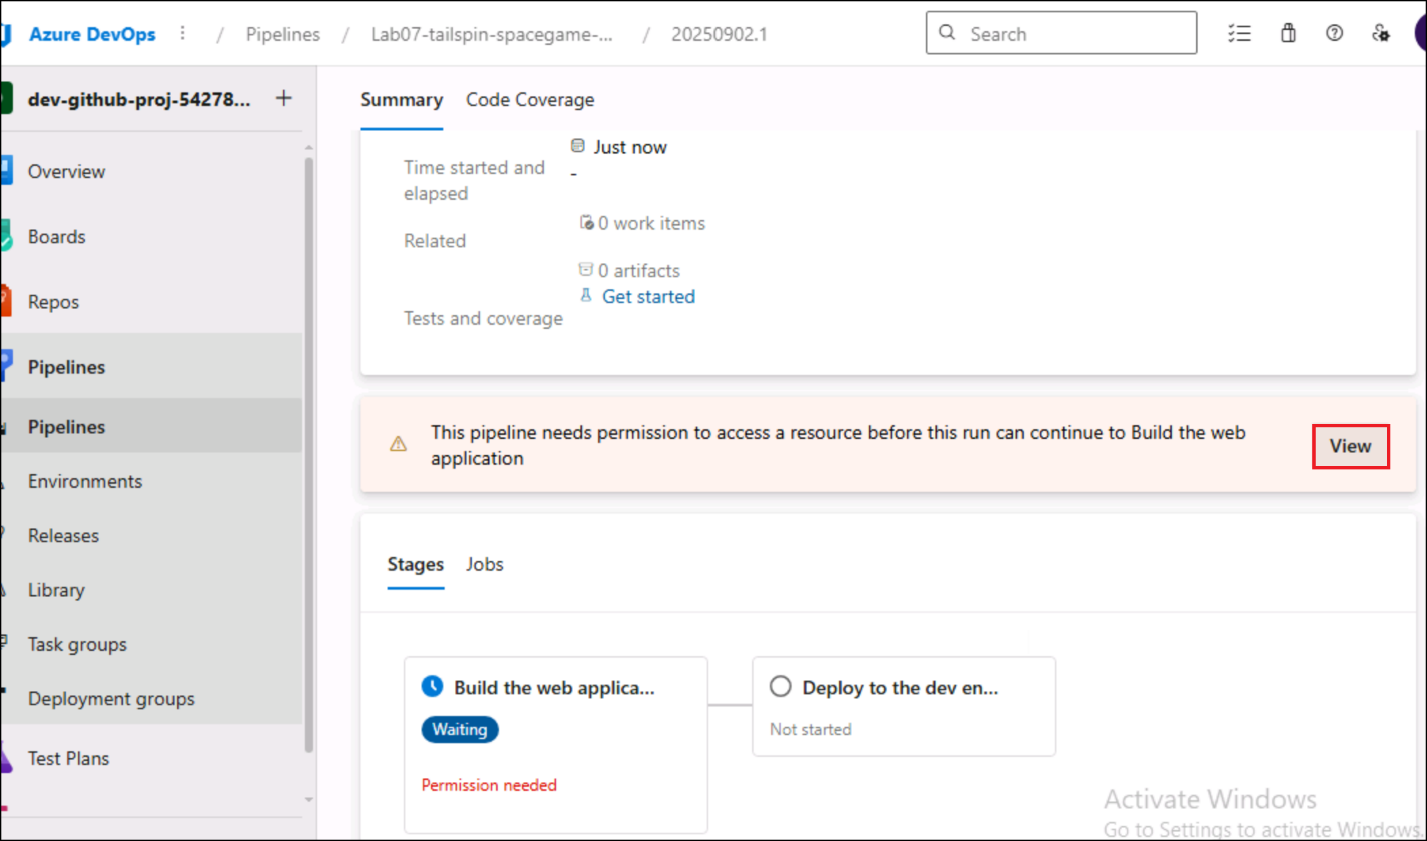 Azure DevOps / Pipelines / Lab07-tailspin-spacegame-... / 20250902.1 Search
dev-github-proj-54278... +
Overview
Boards
Repos
Pipelines
Pipelines
Environments
Releases
Library
Task groups
Deployment groups
Test Plans
Summary Code Coverage
Just now
Time started and
elapsed
-
0 work items
Related
0 artifacts
Get started
Tests and coverage
This pipeline needs permission to access a resource before this run can continue to Build the web
application
View
Stages Jobs
Build the web applica...
Waiting
Permission needed
Deploy to the dev en...
Not started
Activate Windows
Go to Settings to activate Windows.